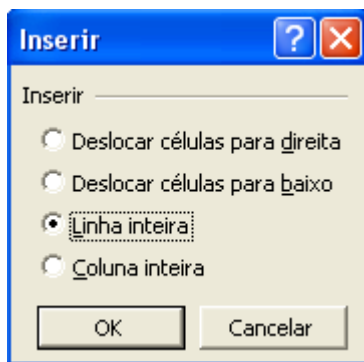 Inserir
Inserir
Deslocar células para direita
Deslocar células para baixo
Linha inteira
Coluna inteira
OK Cancelar